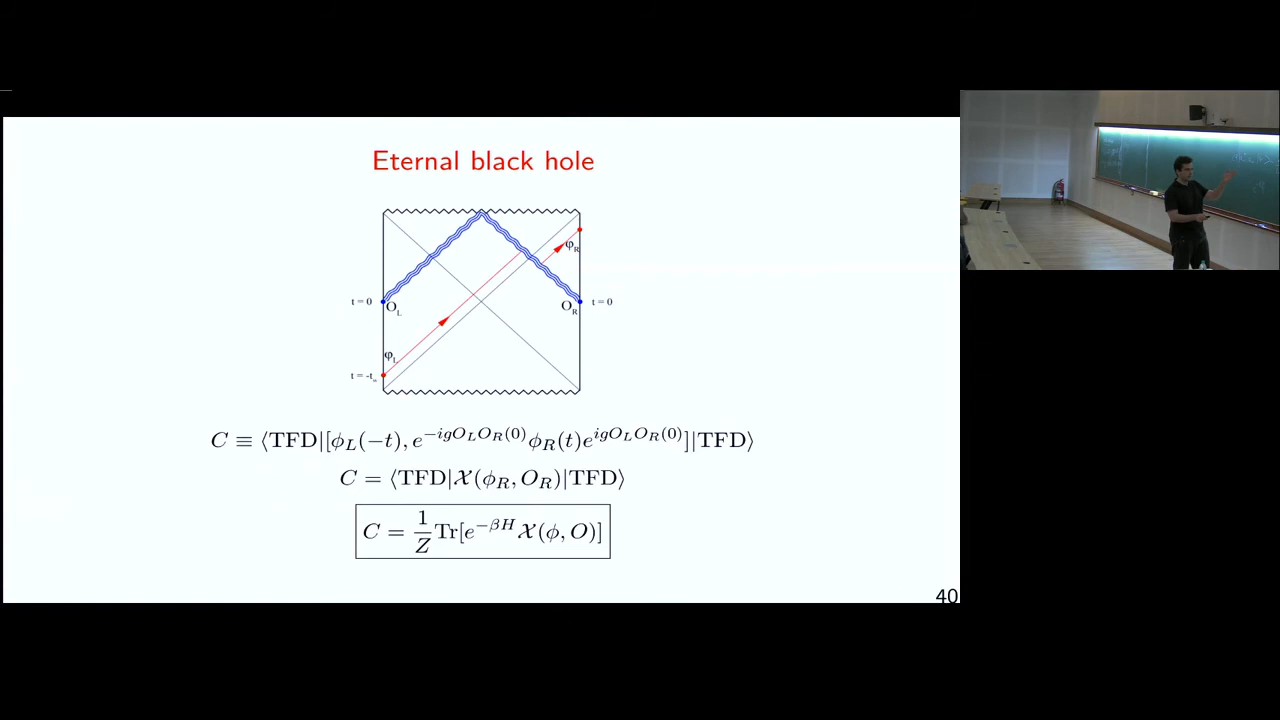 Eternal black hole
φ_R
t = 0
O_L
O_R
t = 0
φ_L
C ≡ ⟨TFD|[ϕ_L(−t), e^{−igO_LO_R(0)}ϕ_R(t)e^{igO_LO_R(0)}]|TFD⟩
C = ⟨TFD|𝒳(ϕ_R, O_R)|TFD⟩
C = \frac{1}{Z}Tr[e^{−βH}𝒳(ϕ, O)]
40